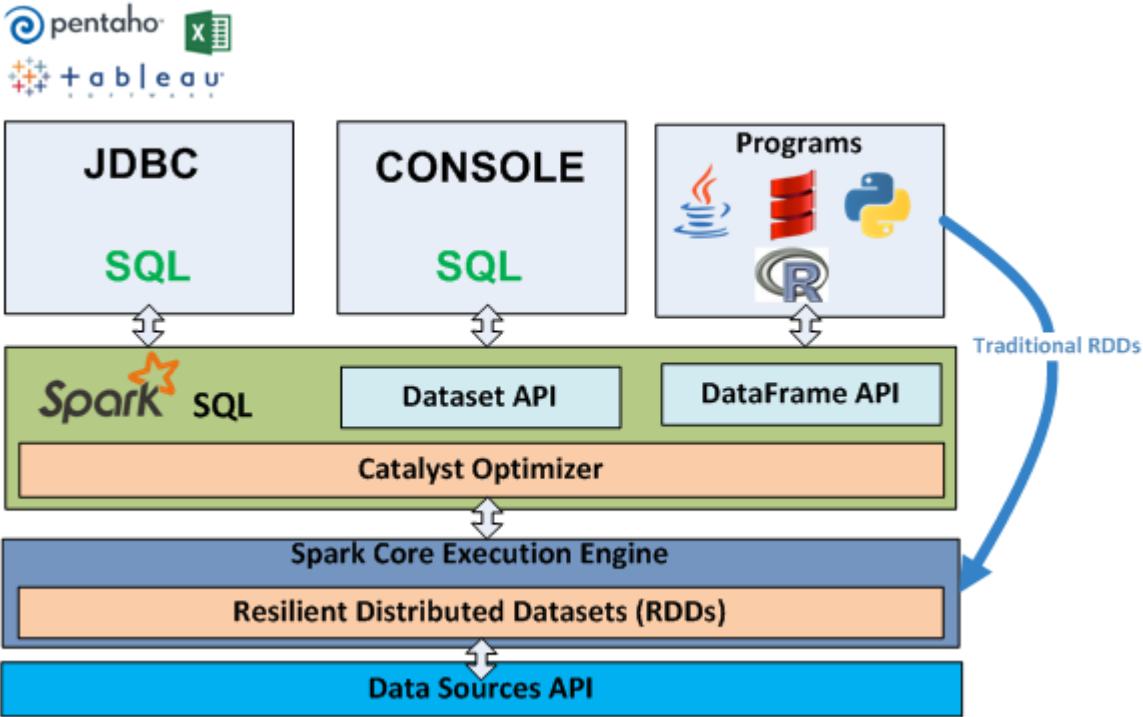 pentaho
X
+ a b l e a u
S O F T W A R E
JDBC
SQL
CONSOLE
SQL
Programs
R
Traditional RDDs
Spark SQL
Dataset API
DataFrame API
Catalyst Optimizer
Spark Core Execution Engine
Resilient Distributed Datasets (RDDs)
Data Sources API